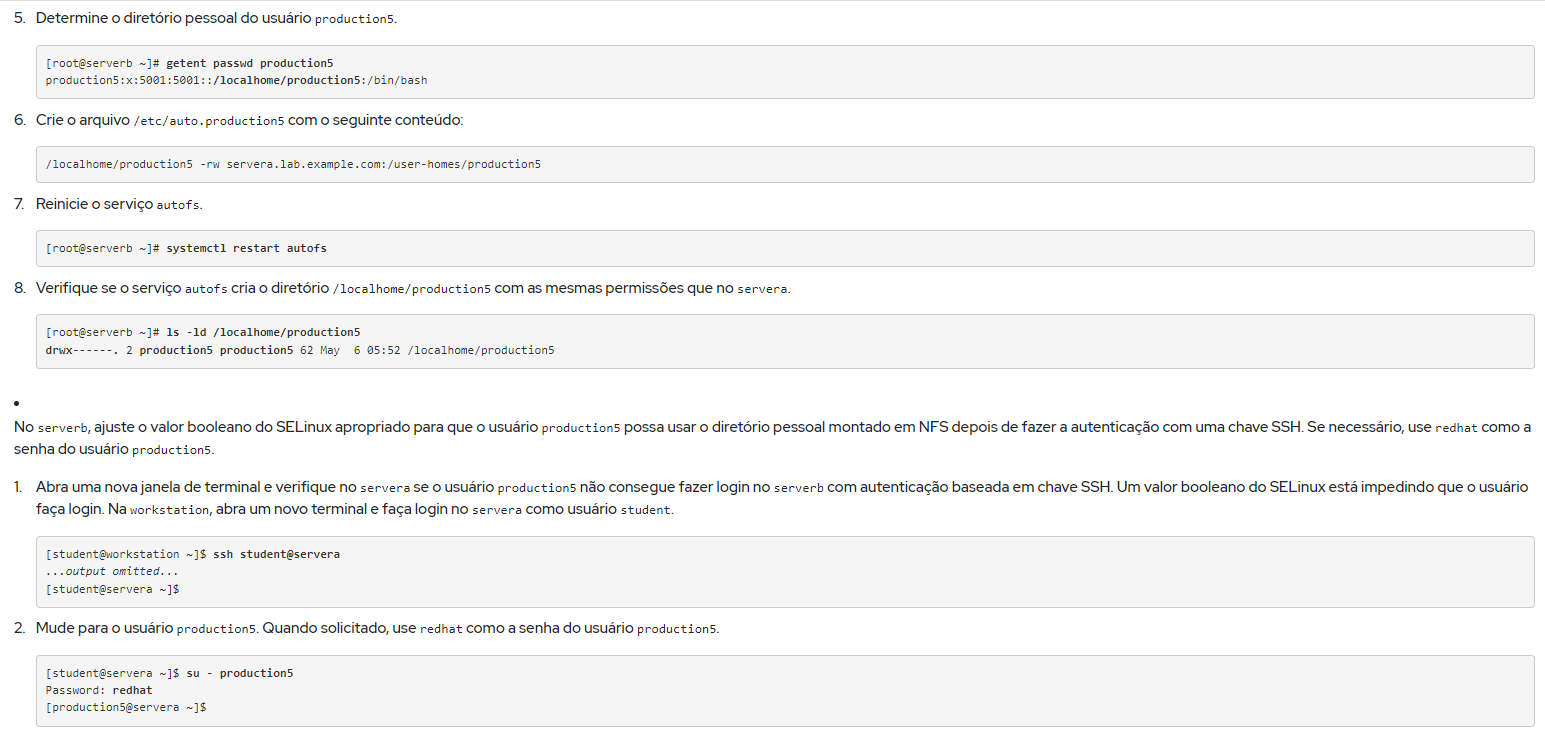 5. Determine o diretório pessoal do usuário production5.
[root@serverb ~]# getent passwd production5
production5:x:5001:5001::/localhome/production5:/bin/bash
6. Crie o arquivo /etc/auto.production5 com o seguinte conteúdo:
/localhome/production5 -rw servera.lab.example.com:/user-homes/production5
7. Reinicie o serviço autofs.
[root@serverb ~]# systemctl restart autofs
8. Verifique se o serviço autofs cria o diretório /localhome/production5 com as mesmas permissões que no servera.
[root@serverb ~]# ls -ld /localhome/production5
drwx------. 2 production5 production5 62 May  6 05:52 /localhome/production5
•
No serverb, ajuste o valor booleano do SELinux apropriado para que o usuário production5 possa usar o diretório pessoal montado em NFS depois de fazer a autenticação com uma chave SSH. Se necessário, use redhat como a
senha do usuário production5.
1. Abra uma nova janela de terminal e verifique no servera se o usuário production5 não consegue fazer login no serverb com autenticação baseada em chave SSH. Um valor booleano do SELinux está impedindo que o usuário
faça login. Na workstation, abra um novo terminal e faça login no servera como usuário student.
[student@workstation ~]$ ssh student@servera
...output omitted...
[student@servera ~]$
2. Mude para o usuário production5. Quando solicitado, use redhat como a senha do usuário production5.
[student@servera ~]$ su - production5
Password: redhat
[production5@servera ~]$